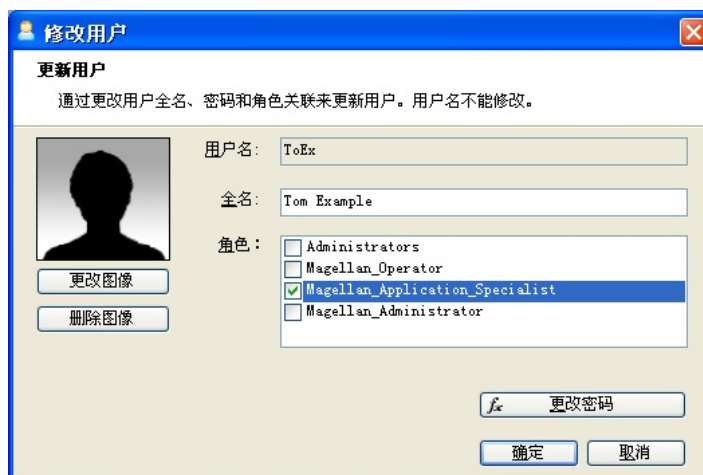 修改用户
更新用户
通过更改用户全名、密码和角色关联来更新用户。用户名不能修改。
用户名: ToEx
全名: Tom Example
角色：
Administrators
Magellan_Operator
Magellan_Application_Specialist
Magellan_Administrator
更改图像
删除图像
fx 更改密码
确定 取消